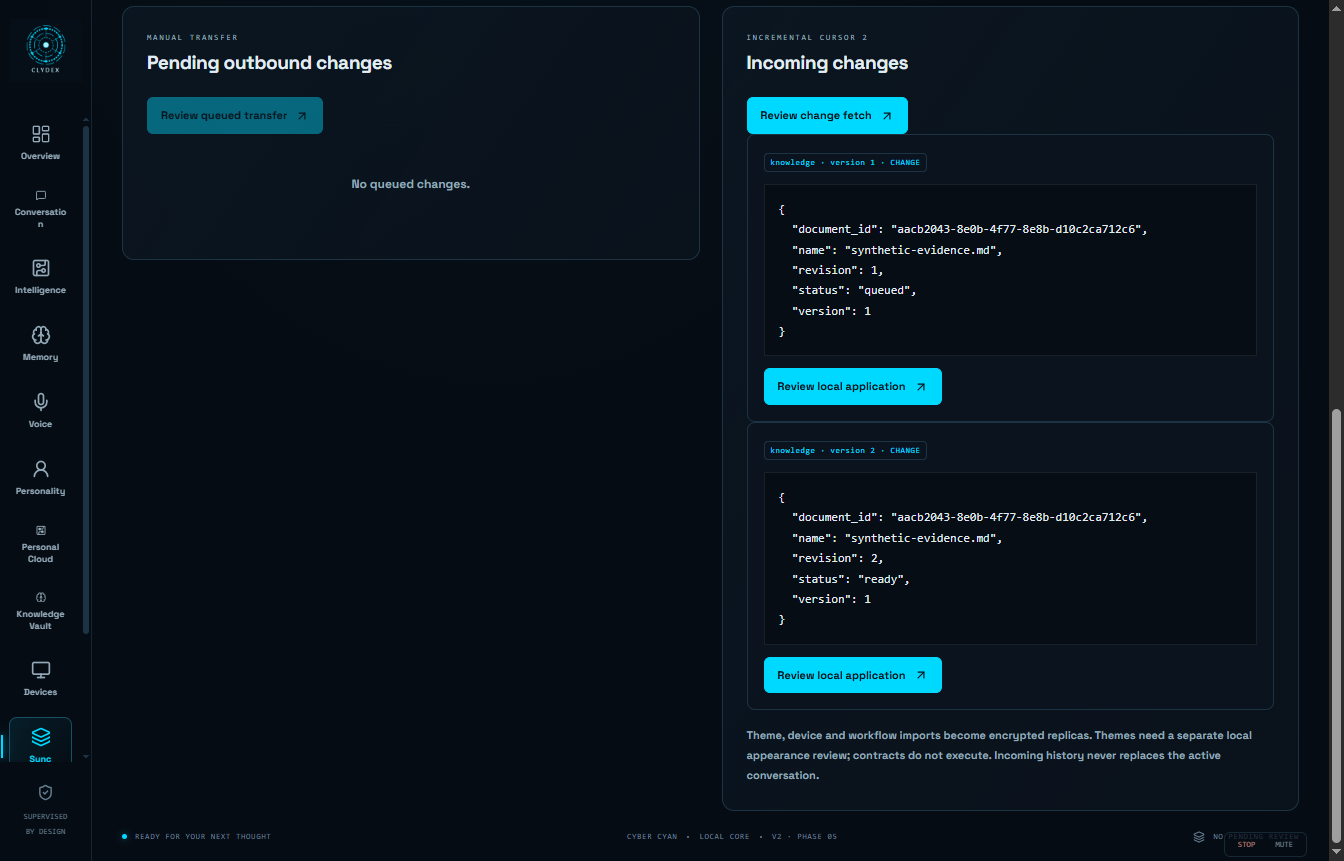 CLYDEX
Overview
Conversatio
n
Intelligence
Memory
Voice
Personality
Personal
Cloud
Knowledge
Vault
Devices
Sync
SUPERVISED
BY DESIGN
MANUAL TRANSFER
Pending outbound changes
Review queued transfer
No queued changes.
INCREMENTAL CURSOR 2
Incoming changes
Review change fetch
knowledge · version 1 · CHANGE
{
"document_id": "aacb2043-8e0b-4f77-8e8b-d10c2ca712c6",
"name": "synthetic-evidence.md",
"revision": 1,
"status": "queued",
"version": 1
}
Review local application
knowledge · version 2 · CHANGE
{
"document_id": "aacb2043-8e0b-4f77-8e8b-d10c2ca712c6",
"name": "synthetic-evidence.md",
"revision": 2,
"status": "ready",
"version": 1
}
Review local application
Theme, device and workflow imports become encrypted replicas. Themes need a separate local
appearance review; contracts do not execute. Incoming history never replaces the active
conversation.
READY FOR YOUR NEXT THOUGHT
CYBER CYAN • LOCAL CORE • V2 · PHASE 05
NO PENDING REVIEW
STOP MUTE